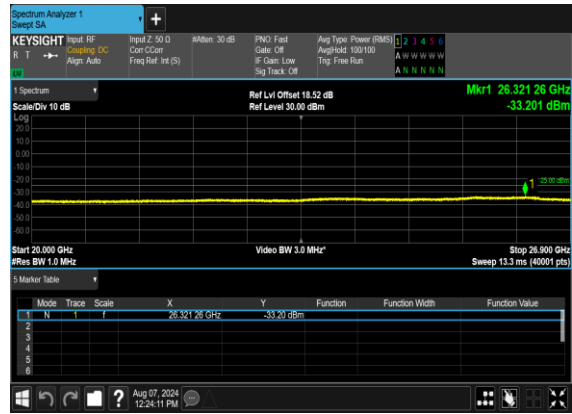 Spectrum Analyzer 1
Swept SA
+
KEYSIGHT Input: RF Input Z: 50 Ω #Atten: 30 dB PNO: Fast Avg Type: Power (RMS) 1 2 3 4 5 6
R T Coupling: DC Corr CCorr Gate: Off Avg|Hold: 100/100 A W W W W W
Align: Auto Freq Ref: Int (S) IF Gain: Low Trig: Free Run
Sig Track: Off A N N N N N
1 Spectrum Ref Lvl Offset 18.52 dB Mkr1 26.321 26 GHz
Scale/Div 10 dB Ref Level 30.00 dBm -33.201 dBm
Log
20.0
10.0
0.00
-10.0
-20.0
1 -25.00 dBm
-30.0
-40.0
-50.0
-60.0
Start 20.000 GHz Video BW 3.0 MHz* Stop 26.900 GHz
#Res BW 1.0 MHz Sweep 13.3 ms (40001 pts)
5 Marker Table
Mode Trace Scale X Y Function Function Width Function Value
1 N 1 f 26.321 26 GHz -33.20 dBm
2
3
4
5
6
? Aug 07, 2024
12:24:11 PM